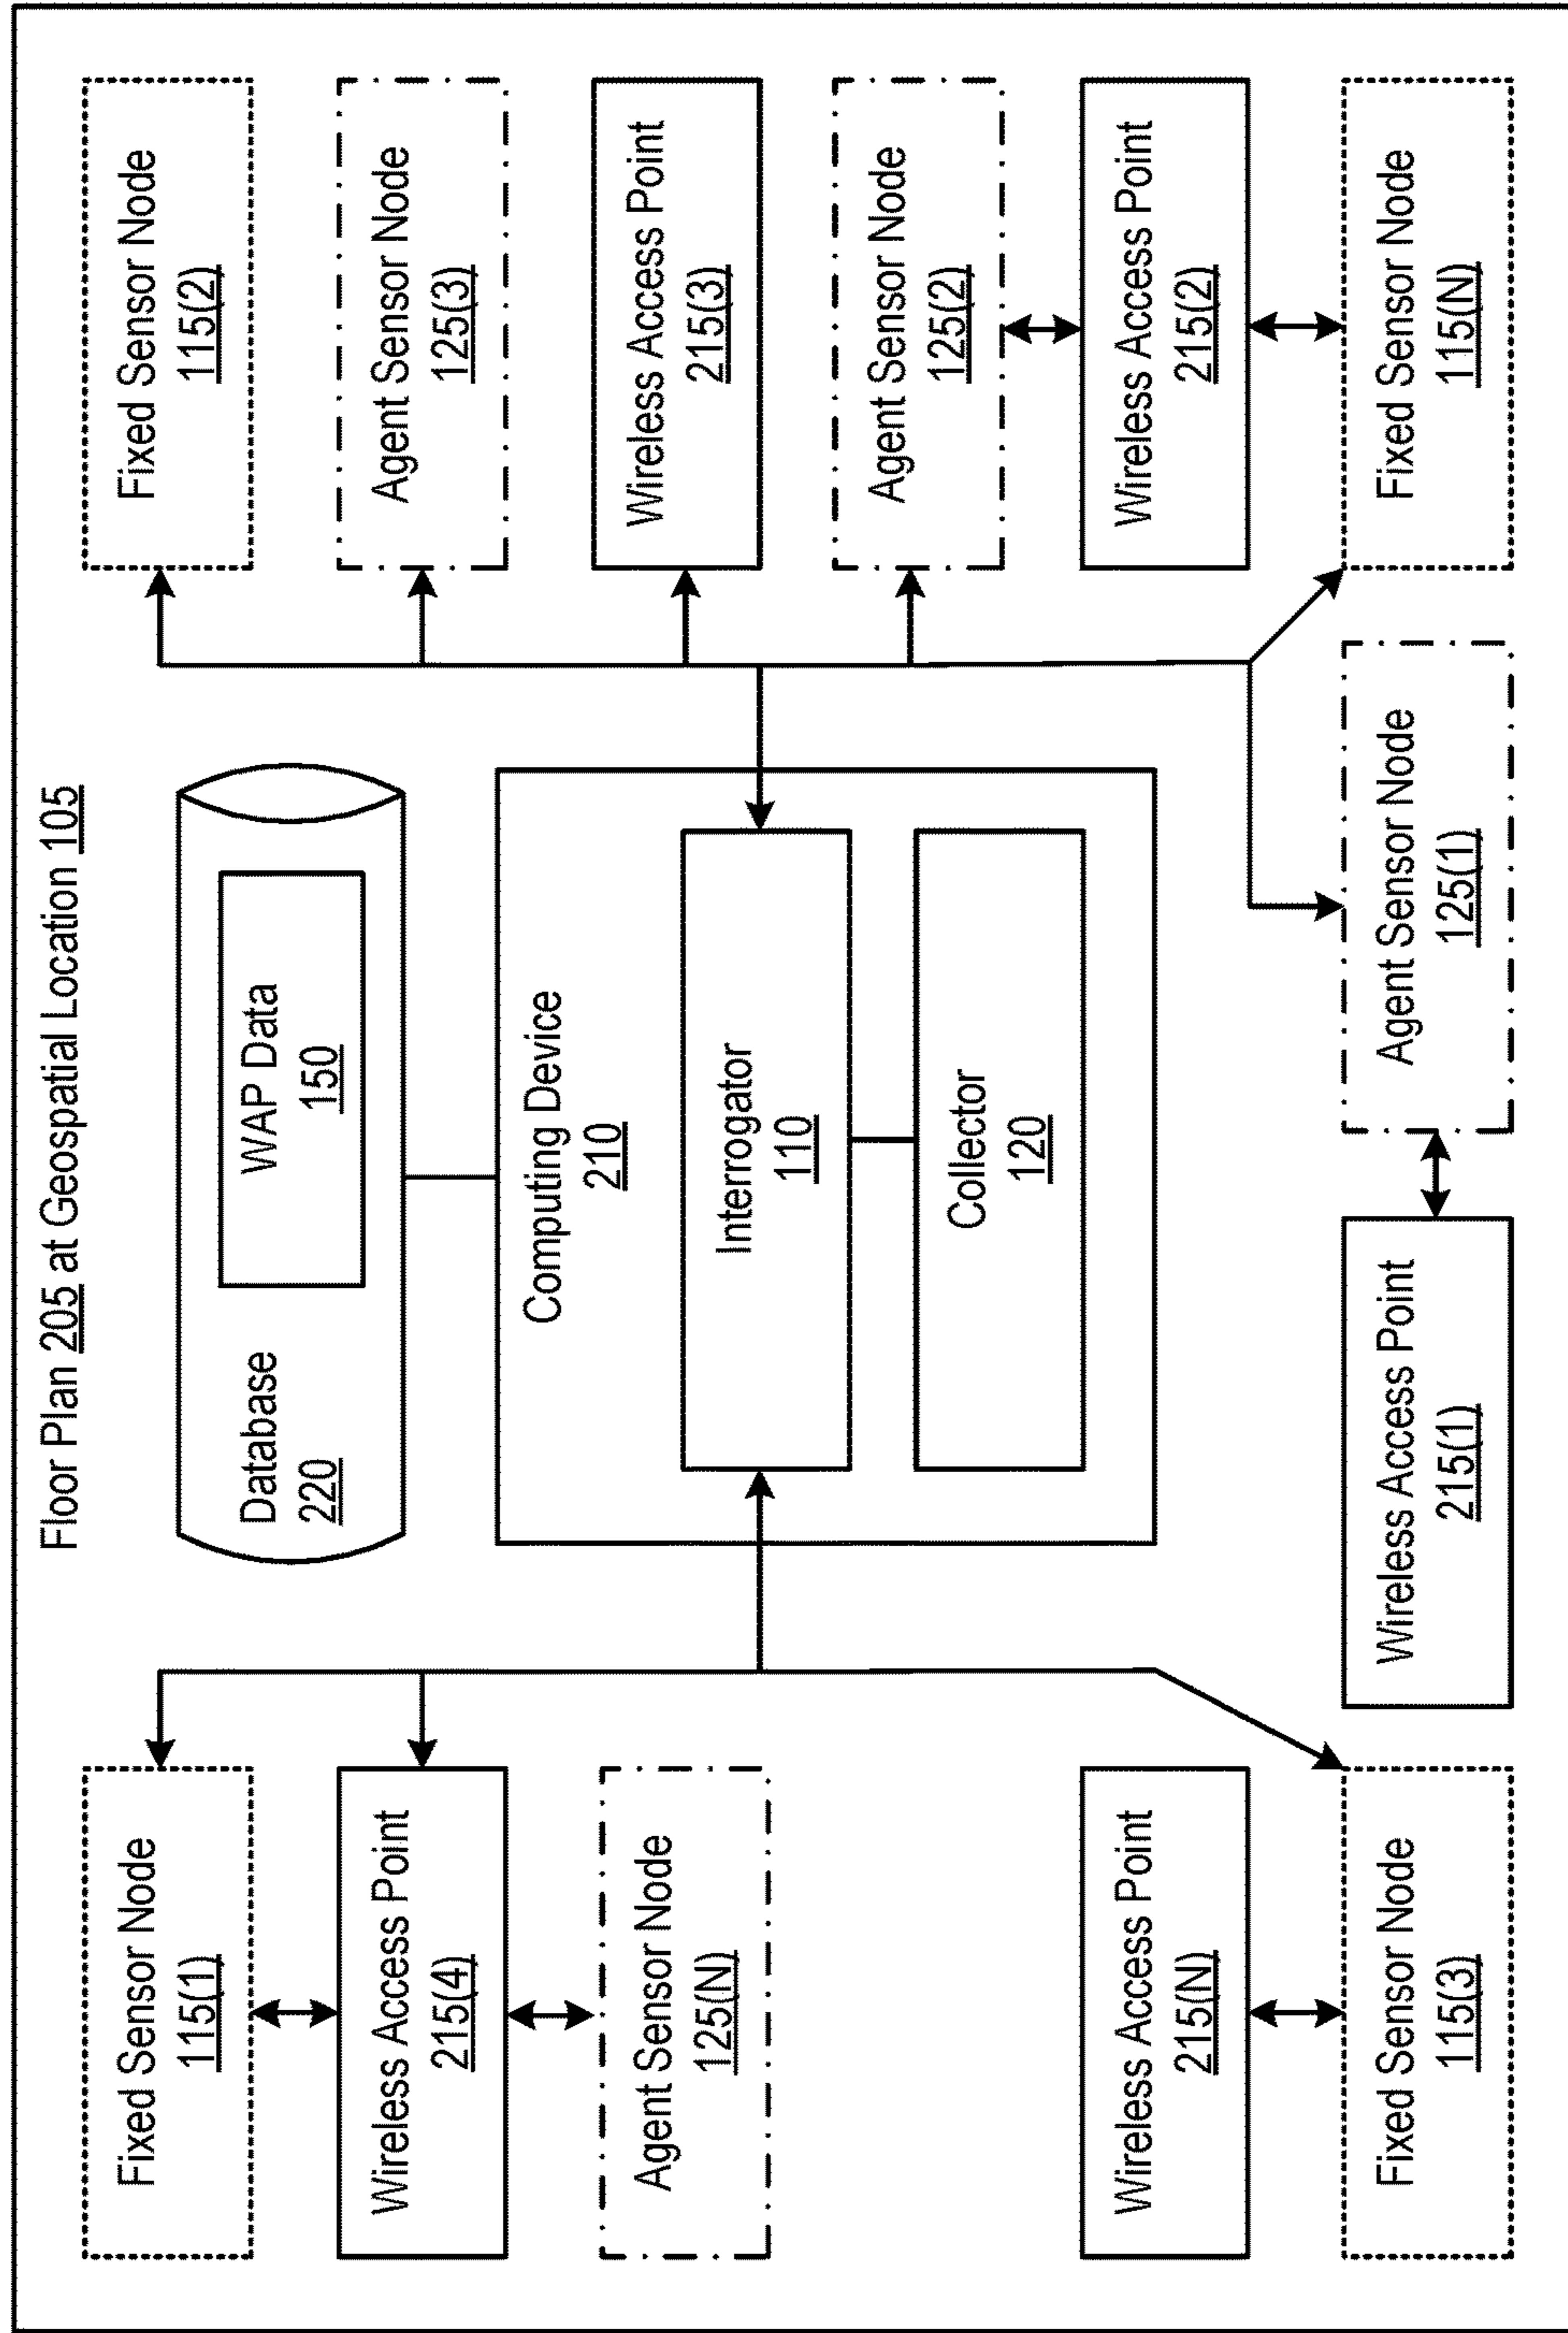 Floor Plan 205 at Geospatial Location 105
Fixed Sensor Node
115(1)
Wireless Access Point
215(4)
Agent Sensor Node
125(N)
Wireless Access Point
215(N)
Fixed Sensor Node
115(3)
Database
220
WAP Data
150
Computing Device
210
Interrogator
110
Collector
120
Wireless Access Point
215(1)
Agent Sensor Node
125(1)
Fixed Sensor Node
115(2)
Agent Sensor Node
125(3)
Wireless Access Point
215(3)
Agent Sensor Node
125(2)
Wireless Access Point
215(2)
Fixed Sensor Node
115(N)